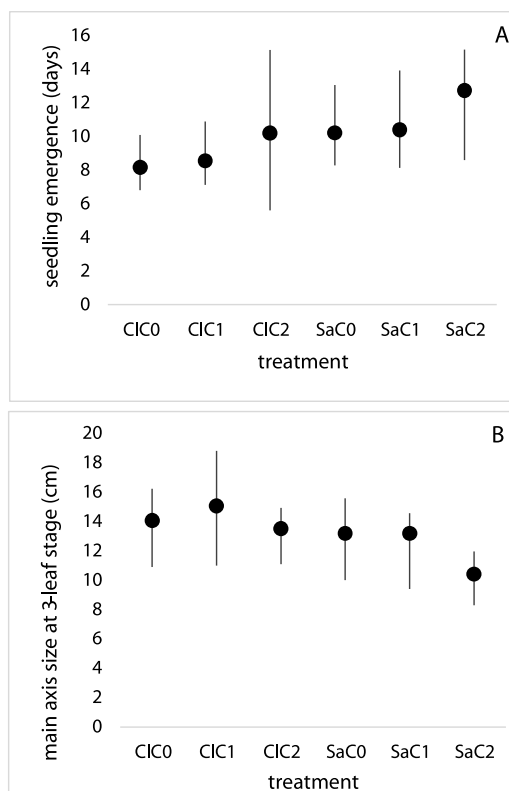 A
seedling emergence (days)
16
14
12
10
8
6
4
2
0
ClC0 ClC1 ClC2 SaC0 SaC1 SaC2
treatment
B
main axis size at 3-leaf stage (cm)
20
18
16
14
12
10
8
6
4
2
0
ClC0 ClC1 ClC2 SaC0 SaC1 SaC2
treatment